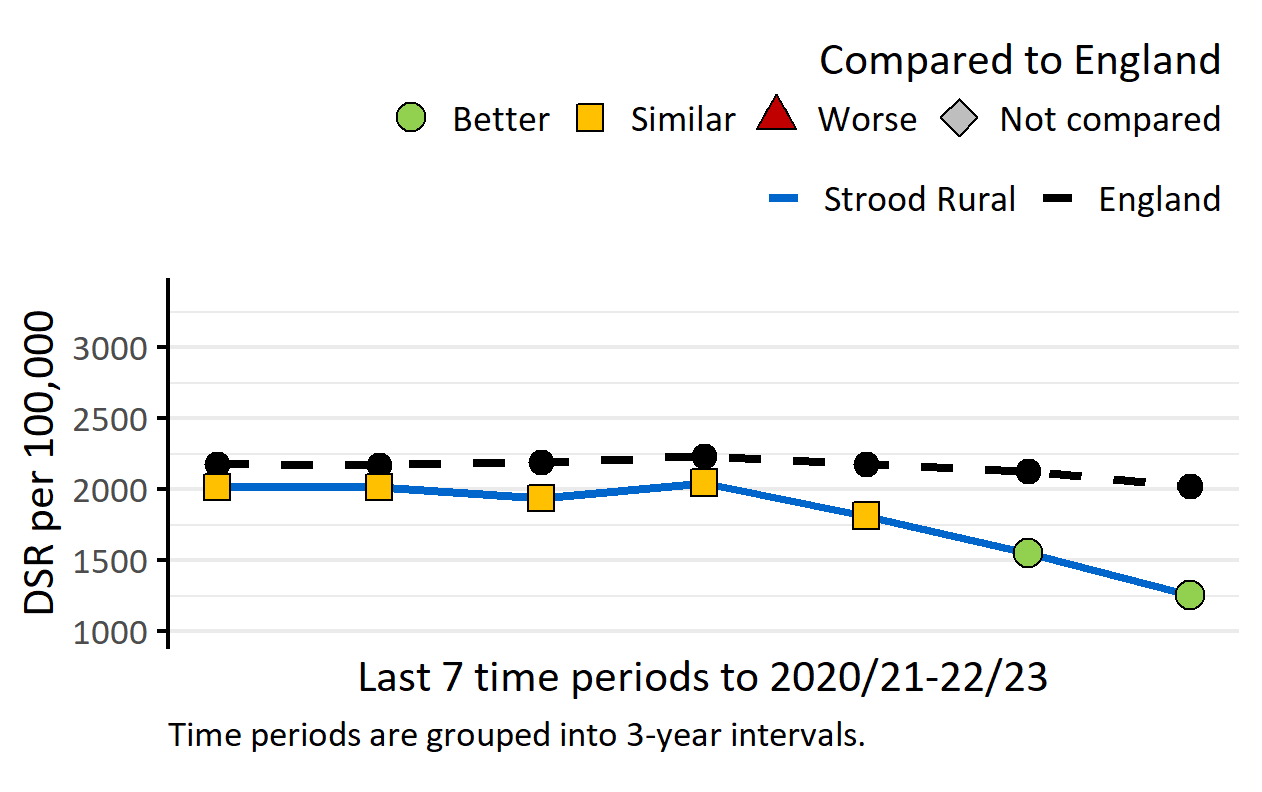 Compared to England
Better Similar Worse Not compared
Strood Rural England
DSR per 100,000
3000
2500
2000
1500
1000
Last 7 time periods to 2020/21-22/23
Time periods are grouped into 3-year intervals.